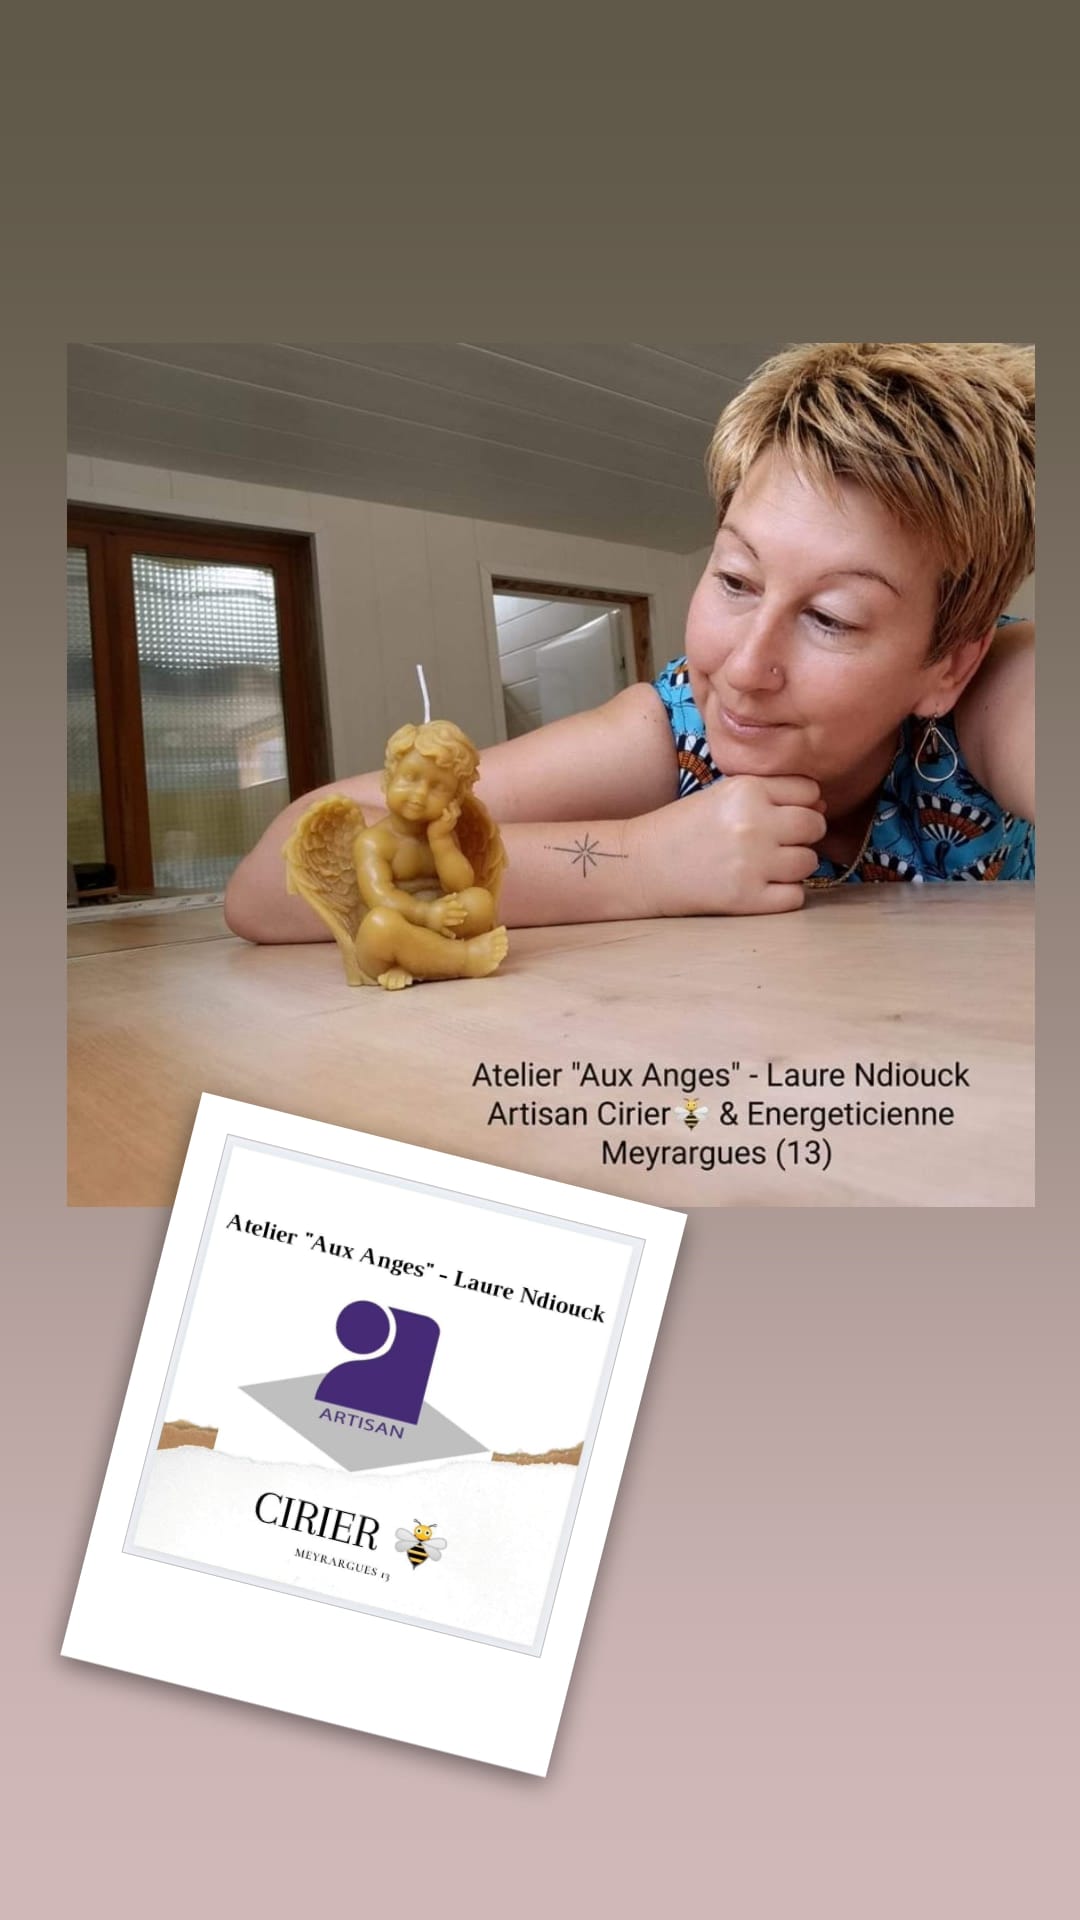 Atelier "Aux Anges" - Laure Ndiouck
Artisan Cirier🐝 & Energeticienne
Meyrargues (13)
Atelier "Aux Anges" - Laure Ndiouck
ARTISAN
CIRIER 🐝
MEYRARGUES 13